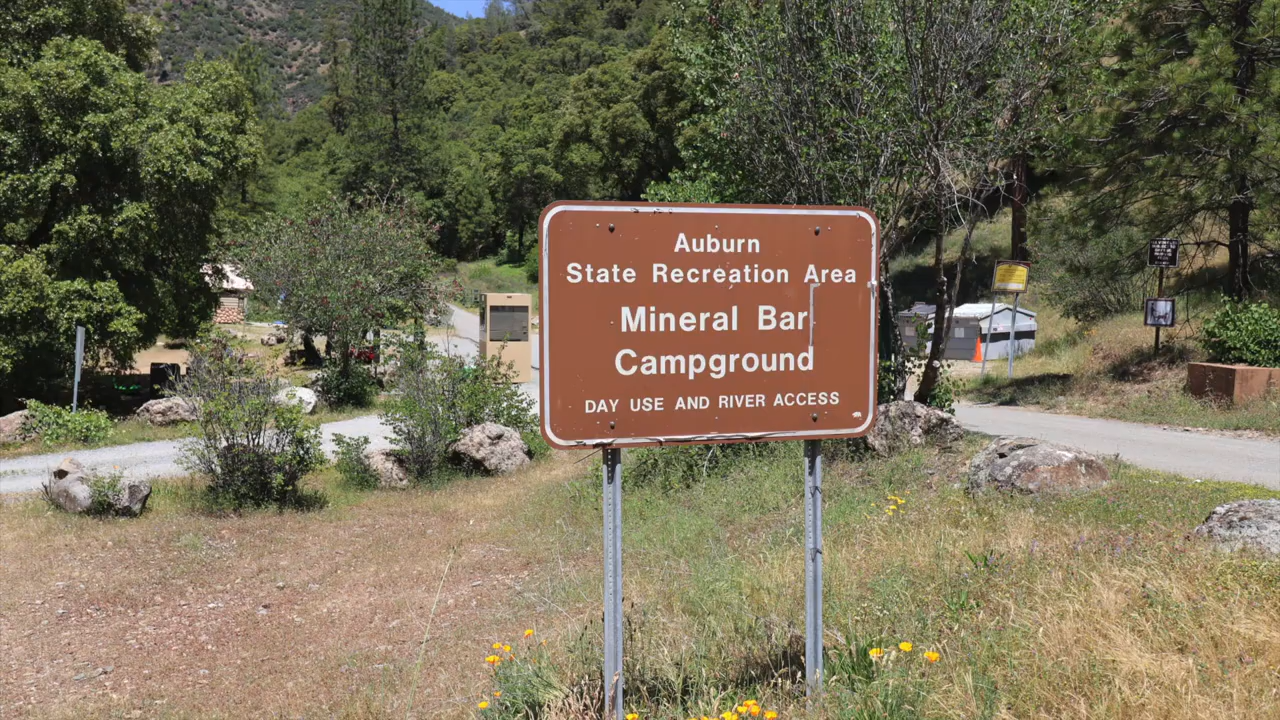 Auburn
State Recreation Area
Mineral Bar
Campground
DAY USE AND RIVER ACCESS